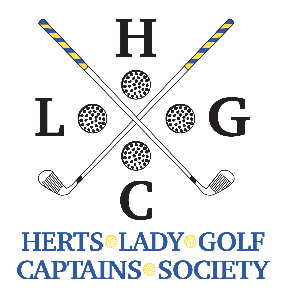 H
L G
C
HERTS LADY GOLF
CAPTAINS SOCIETY